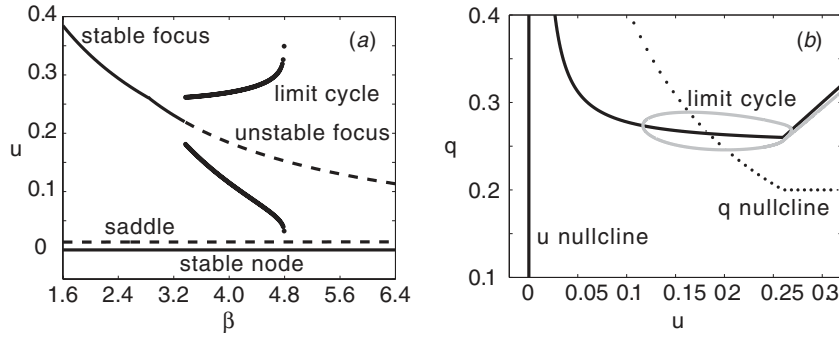 (a)
stable focus
limit cycle
unstable focus
saddle
stable node
u
0.4
0.3
0.2
0.1
0
1.6 2.4 3.2 4.0 4.8 5.6 6.4
β
(b)
limit cycle
q nullcline
u nullcline
q
0.4
0.3
0.2
0.1
0 0.05 0.1 0.15 0.2 0.25 0.3
u